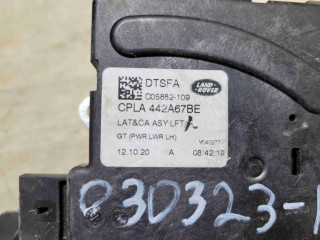 DTSFA
C05882-109
LAND-
ROVER
CPLA 442A67BE
LAT&CA ASY LFT/
GT (PWR LWR LH)
12.10.20 A 08:42:19
030323-1